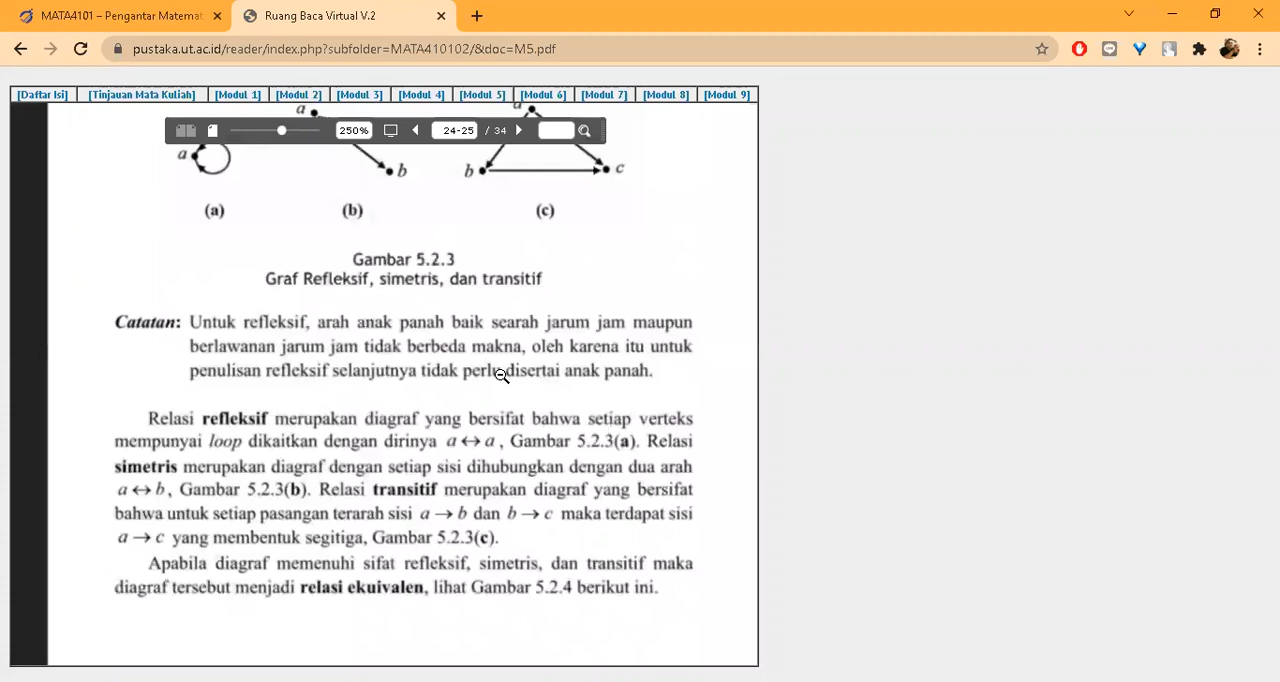 MATA4101 – Pengantar Matemat
Ruang Baca Virtual V.2
pustaka.ut.ac.id/reader/index.php?subfolder=MATA410102/&doc=M5.pdf
[Daftar Isi] [Tinjauan Mata Kuliah] [Modul 1] [Modul 2] [Modul 3] [Modul 4] [Modul 5] [Modul 6] [Modul 7] [Modul 8] [Modul 9]
a a
250% 24-25 / 34
a b b c
(a) (b) (c)
Gambar 5.2.3
Graf Refleksif, simetris, dan transitif
Catatan: Untuk refleksif, arah anak panah baik searah jarum jam maupun
berlawanan jarum jam tidak berbeda makna, oleh karena itu untuk
penulisan refleksif selanjutnya tidak perlu disertai anak panah.
Relasi refleksif merupakan diagraf yang bersifat bahwa setiap verteks
mempunyai loop dikaitkan dengan dirinya a ↔ a , Gambar 5.2.3(a). Relasi
simetris merupakan diagraf dengan setiap sisi dihubungkan dengan dua arah
a ↔ b , Gambar 5.2.3(b). Relasi transitif merupakan diagraf yang bersifat
bahwa untuk setiap pasangan terarah sisi a → b dan b → c maka terdapat sisi
a → c yang membentuk segitiga, Gambar 5.2.3(c).
Apabila diagraf memenuhi sifat refleksif, simetris, dan transitif maka
diagraf tersebut menjadi relasi ekuivalen, lihat Gambar 5.2.4 berikut ini.